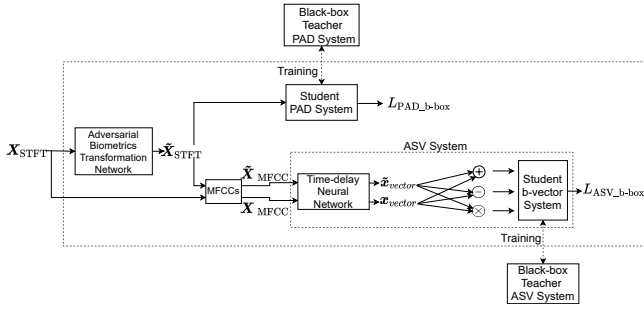 Black-box
Teacher
PAD System
Training
Student
PAD System
L_PAD_b-box
X_STFT
Adversarial
Biometrics
Transformation
Network
X̃_STFT
ASV System
MFCCs
X̃_MFCC
X_MFCC
Time-delay
Neural
Network
x̃_vector
x_vector
+
−
×
Student
b-vector
System
L_ASV_b-box
Training
Black-box
Teacher
ASV System